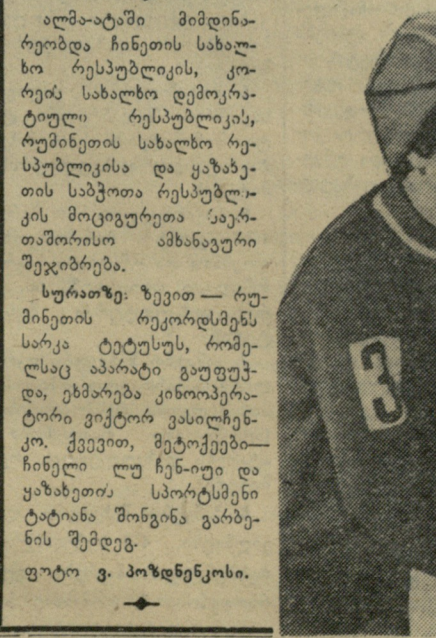 ალმა-ატაში მიმდინა-
რეობდა ჩინეთის სახალ-
ხო რესპუბლიკის, კო-
რეის სახალხო დემოკრა-
ტიული რესპუბლიკის,
რუმინეთის სახალხო რე-
სპუბლიკისა და ყაზახე-
თის საბჭოთა რესპუბლი-
კის მოციგურეთა საერ-
თაშორისო ამხანაგური
შეჯიბრება.
სურათზე: ზევით — რუ-
მინეთის რეკორდსმენს
სარკა ტეტუსუს, რომე-
ლსაც აპარატი გაუფუჭ-
და, ეხმარება კინოოპერა-
ტორი ვიქტორ ვასილჩენ-
კო. ქვევით, მეტოქეები—
ჩინელი ლუ ჩენ-იუი და
ყაზახეთის სპორტსმენი
ტატიანა შონგინა გარბე-
ნის შემდეგ.
ფოტო ვ. პოზდნენკოსი.
3